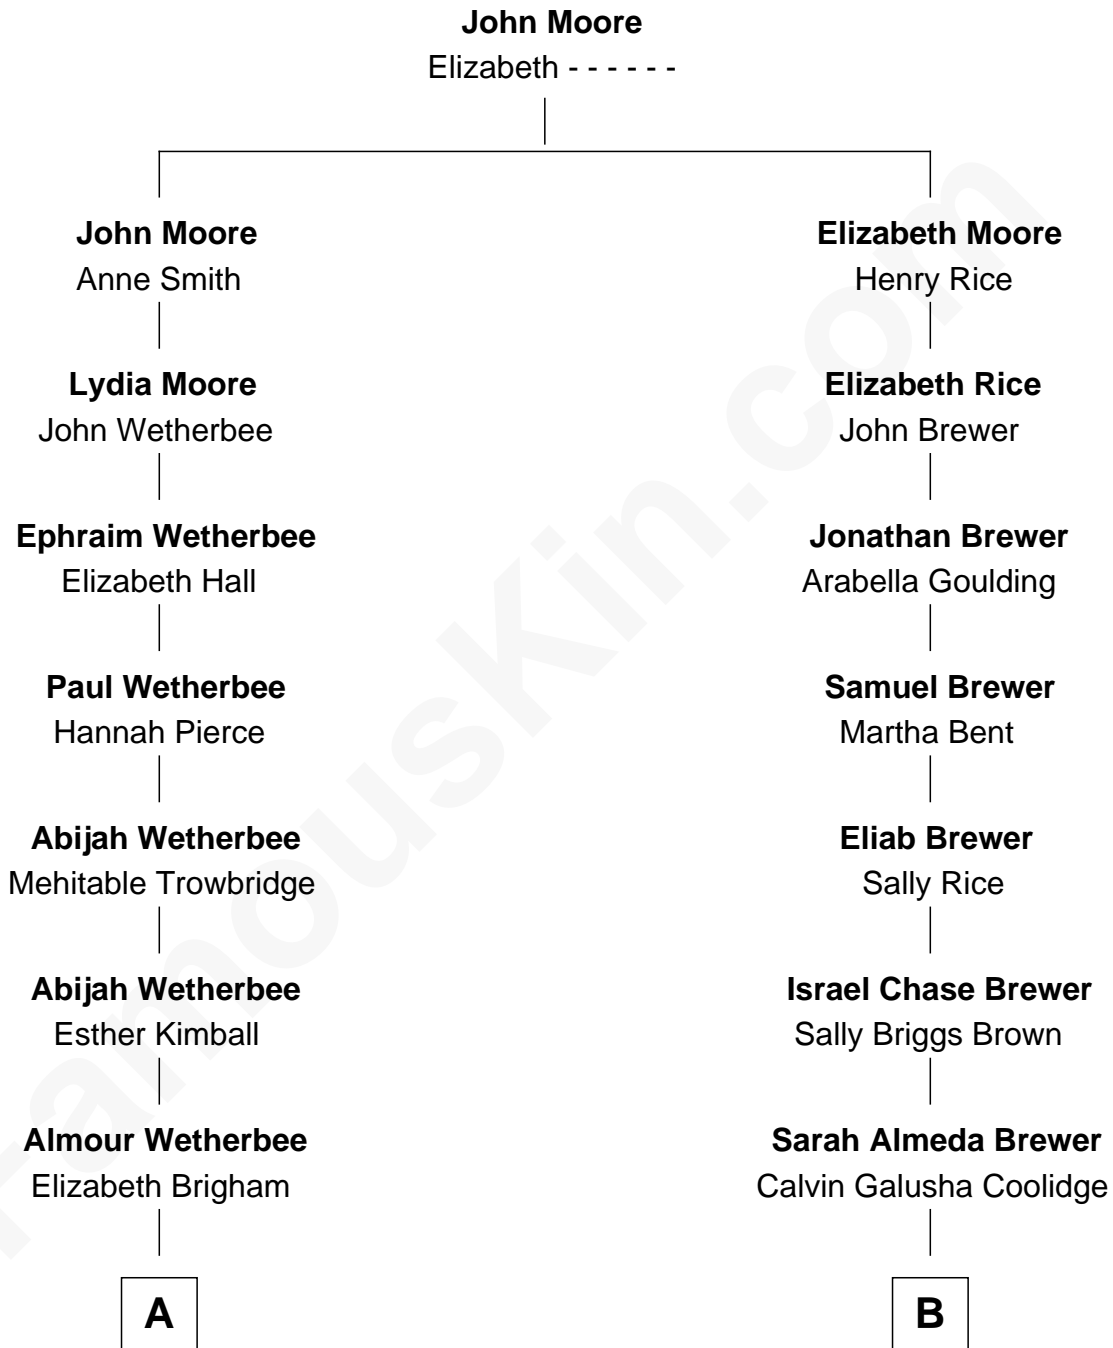 John Moore
Elizabeth - - - - - -
John Moore
Anne Smith
Elizabeth Moore
Henry Rice
Lydia Moore
John Wetherbee
Elizabeth Rice
John Brewer
Ephraim Wetherbee
Elizabeth Hall
Jonathan Brewer
Arabella Goulding
Paul Wetherbee
Hannah Pierce
Samuel Brewer
Martha Bent
Abijah Wetherbee
Mehitable Trowbridge
Eliab Brewer
Sally Rice
Abijah Wetherbee
Esther Kimball
Israel Chase Brewer
Sally Briggs Brown
Almour Wetherbee
Elizabeth Brigham
Sarah Almeda Brewer
Calvin Galusha Coolidge
A
B
FamousKin.com